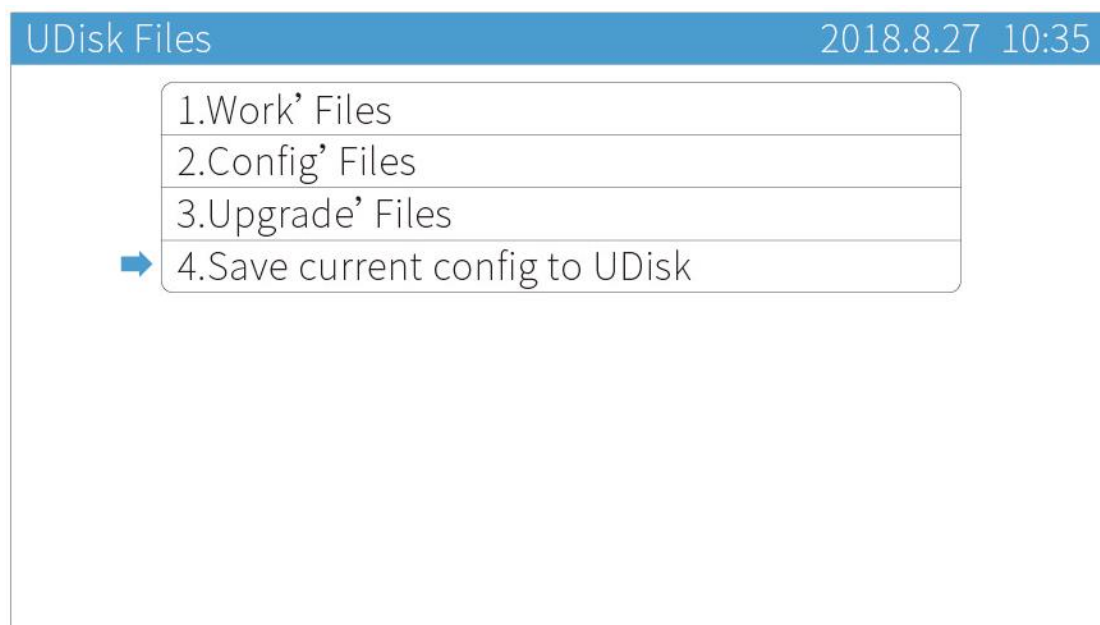 UDisk Files 2018.8.27 10:35
1.Work’ Files
2.Config’ Files
3.Upgrade’ Files
4.Save current config to UDisk